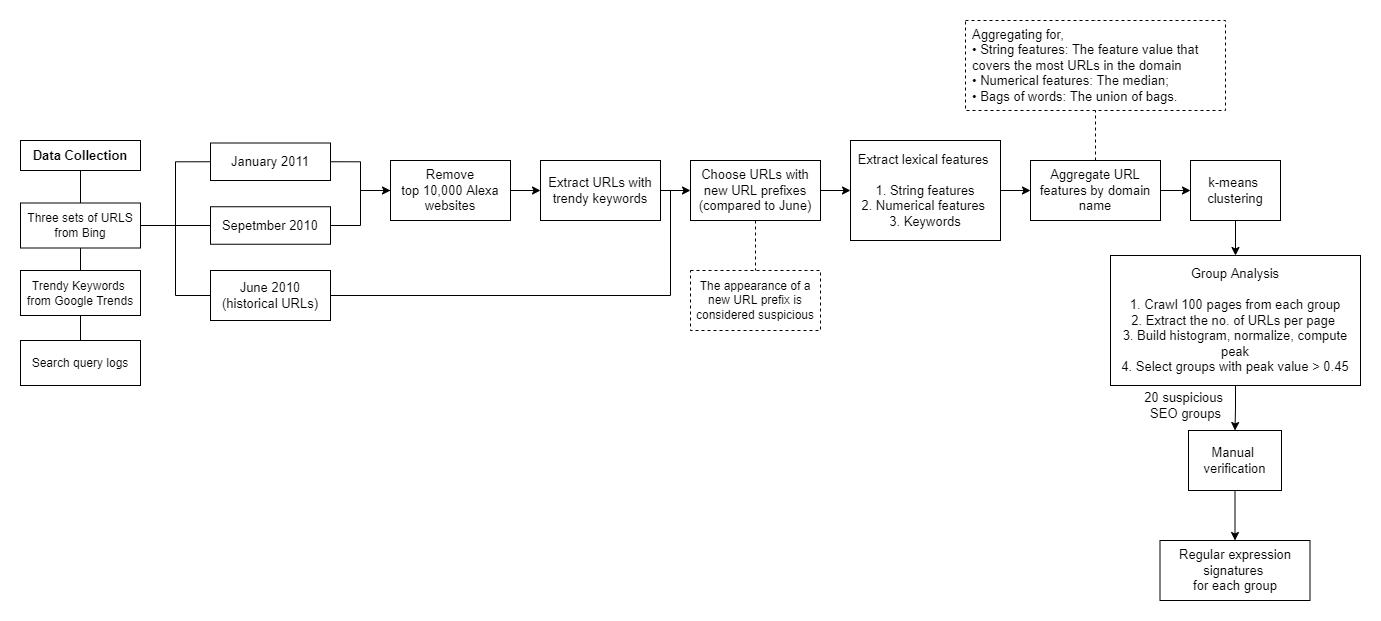 Data Collection
Three sets of URLS
from Bing
Trendy Keywords
from Google Trends
Search query logs
January 2011
Sepetmber 2010
June 2010
(historical URLs)
Remove
top 10,000 Alexa
websites
Extract URLs with
trendy keywords
Choose URLs with
new URL prefixes
(compared to June)
The appearance of a
new URL prefix is
considered suspicious
Extract lexical features
1. String features
2. Numerical features
3. Keywords
Aggregating for,
• String features: The feature value that
covers the most URLs in the domain
• Numerical features: The median;
• Bags of words: The union of bags.
Aggregate URL
features by domain
name
k-means
clustering
Group Analysis
1. Crawl 100 pages from each group
2. Extract the no. of URLs per page
3. Build histogram, normalize, compute
peak
4. Select groups with peak value > 0.45
20 suspicious
SEO groups
Manual
verification
Regular expression
signatures
for each group